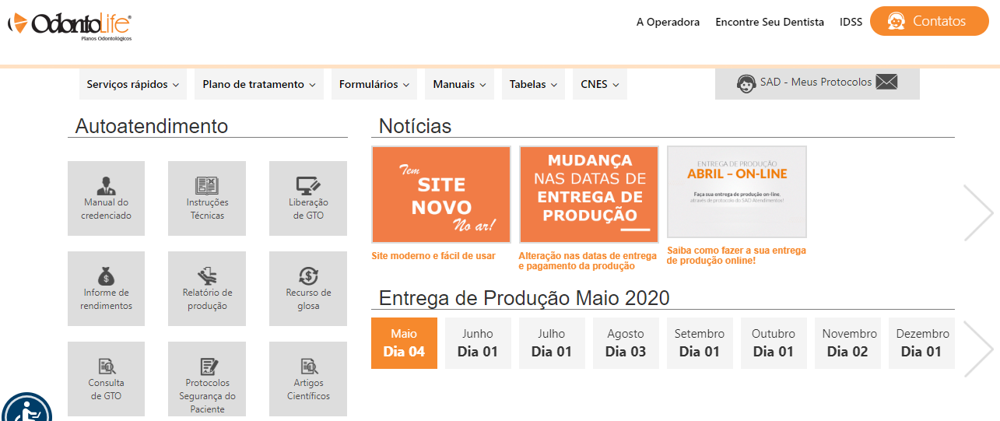 OdontoLife®
Planos Odontológicos
A Operadora
Encontre Seu Dentista
IDSS
Contatos
Serviços rápidos
Plano de tratamento
Formulários
Manuais
Tabelas
CNES
SAD - Meus Protocolos
Autoatendimento
Manual do
credenciado
Instruções
Técnicas
Liberação
de GTO
Informe de
rendimentos
Relatório de
produção
Recurso de
glosa
Consulta
de GTO
Protocolos
Segurança do
Paciente
Artigos
Científicos
Notícias
Tem
SITE
NOVO
No ar!
Site moderno e fácil de usar
MUDANÇA
NAS DATAS DE
ENTREGA DE
PRODUÇÃO
Alteração nas datas de entrega
e pagamento da produção
ENTREGA DE PRODUÇÃO
ABRIL – ON-LINE
Faça sua entrega de produção on-line,
através de protocolo do SAD Atendimentos!
Saiba como fazer a sua entrega
de produção online!
Entrega de Produção Maio 2020
Maio
Dia 04
Junho
Dia 01
Julho
Dia 01
Agosto
Dia 03
Setembro
Dia 01
Outubro
Dia 01
Novembro
Dia 02
Dezembro
Dia 01